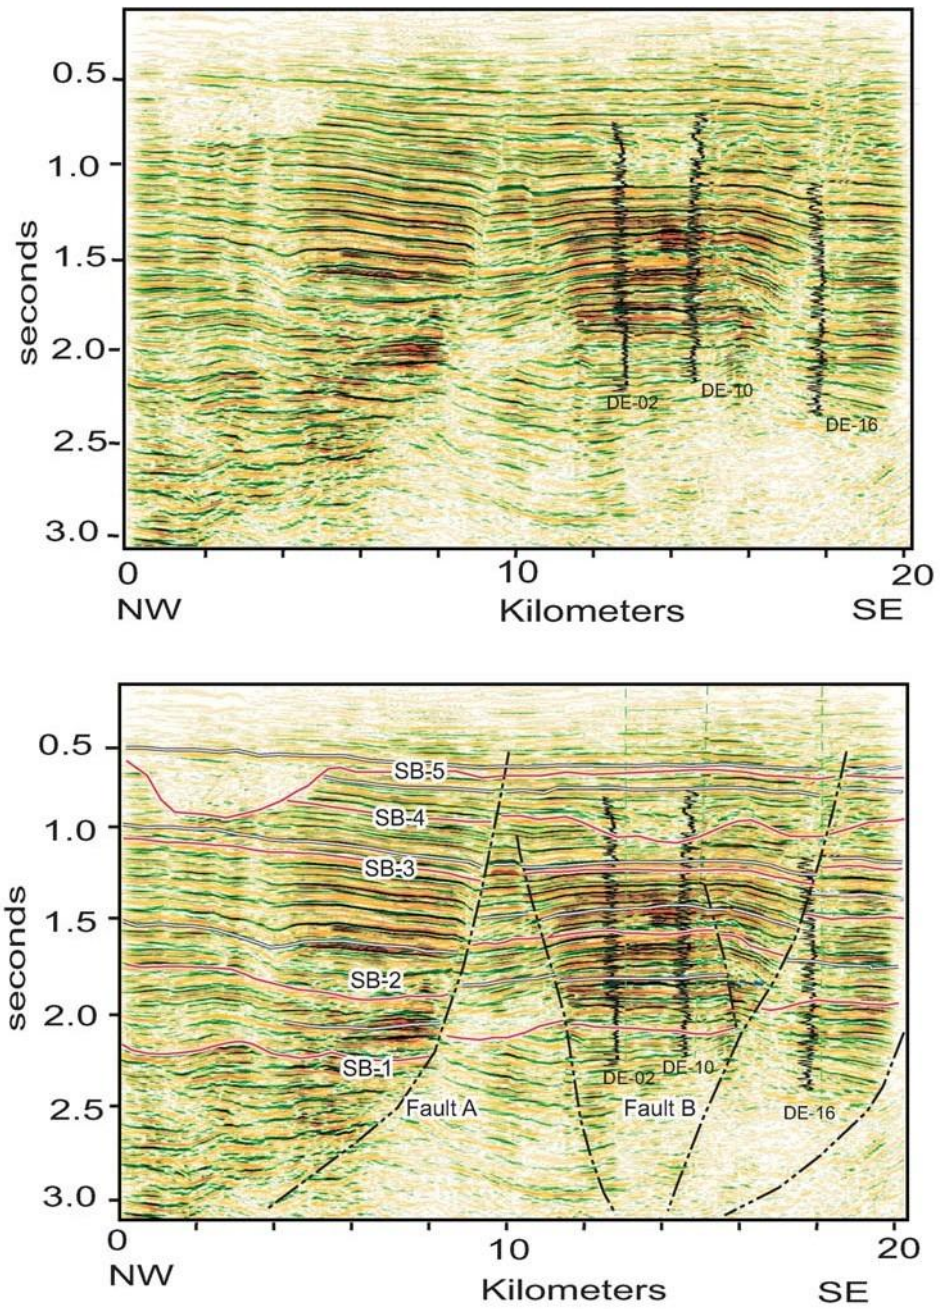 0.5
1.0
1.5
2.0
2.5
3.0
seconds
DE-02
DE-10
DE-16
0 10 20
NW Kilometers SE
0.5
1.0
1.5
2.0
2.5
3.0
seconds
SB-5
SB-4
SB-3
SB-2
SB-1
DE-02
DE-10
DE-16
Fault A
Fault B
0 10 20
NW Kilometers SE